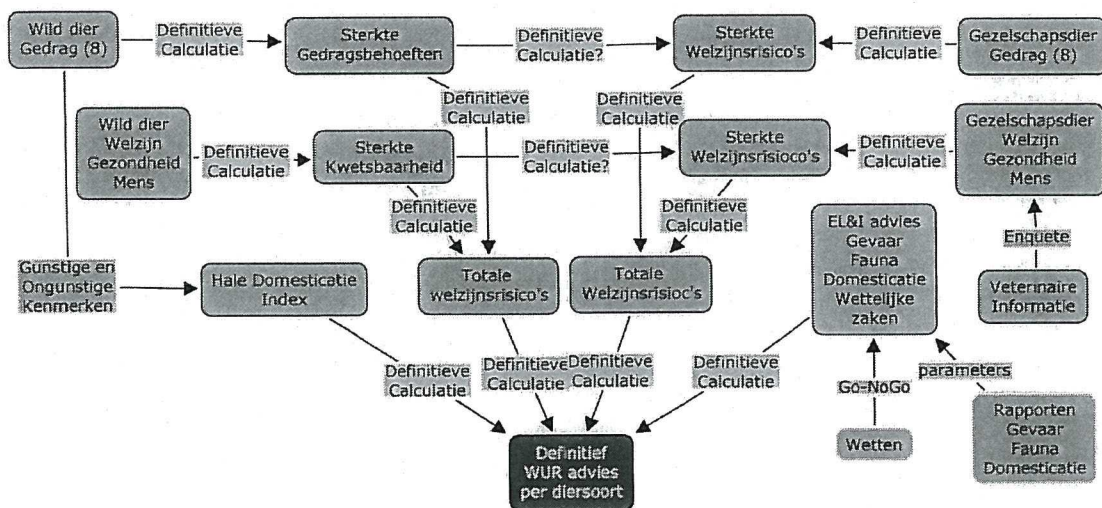 Wild dier
Gedrag (8)
Definitieve
Calculatie
Sterkte
Gedragsbehoeften
Definitieve
Calculatie?
Sterkte
Welzijnsrisico's
Definitieve
Calculatie
Gezelschapsdier
Gedrag (8)
Definitieve
Calculatie
Definitieve
Calculatie
Wild dier
Welzijn
Gezondheid
Mens
Definitieve
Calculatie
Sterkte
Kwetsbaarheid
Definitieve
Calculatie?
Sterkte
Welzijnsrisioco's
Definitieve
Calculatie
Gezelschapsdier
Welzijn
Gezondheid
Mens
Definitieve
Calculatie
Definitieve
Calculatie
EL&I advies
Gevaar
Fauna
Domesticatie
Wettelijke
zaken
Enquete
Veterinaire
Informatie
Gunstige en
Ongunstige
Kenmerken
Hale Domesticatie
Index
Totale
welzijnsrisico's
Totale
Welzijnsrisioc's
Definitieve
Calculatie
Definitieve
Calculatie
Definitieve
Calculatie
Definitieve
Calculatie
Go-NoGo
parameters
Wetten
Rapporten
Gevaar
Fauna
Domesticatie
Definitief
WUR advies
per diersoort